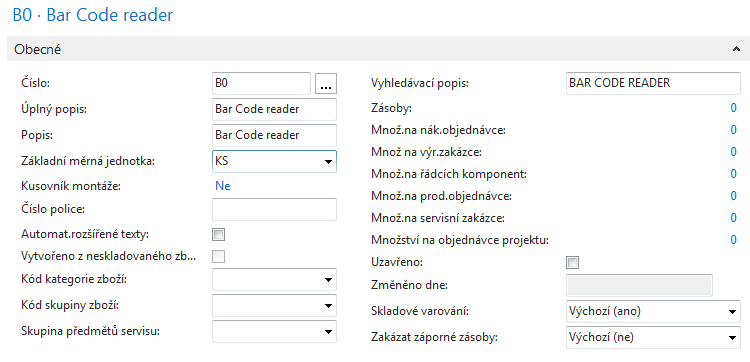 B0 · Bar Code reader
Obecné
Číslo: B0 ...
Úplný popis: Bar Code reader
Popis: Bar Code reader
Základní měrná jednotka: KS
Kusovník montáže: Ne
Číslo police:
Automat.rozšířené texty:
Vytvořeno z neskladovaného zb...
Kód kategorie zboží:
Kód skupiny zboží:
Skupina předmětů servisu:
Vyhledávací popis: BAR CODE READER
Zásoby: 0
Množ.na nák.objednávce: 0
Množ na výr.zakázce: 0
Množ.na řádcích komponent: 0
Množ.na prod.objednávce: 0
Množ.na servisní zakázce: 0
Množství na objednávce projektu: 0
Uzavřeno:
Změněno dne:
Skladové varování: Výchozí (ano)
Zakázat záporné zásoby: Výchozí (ne)